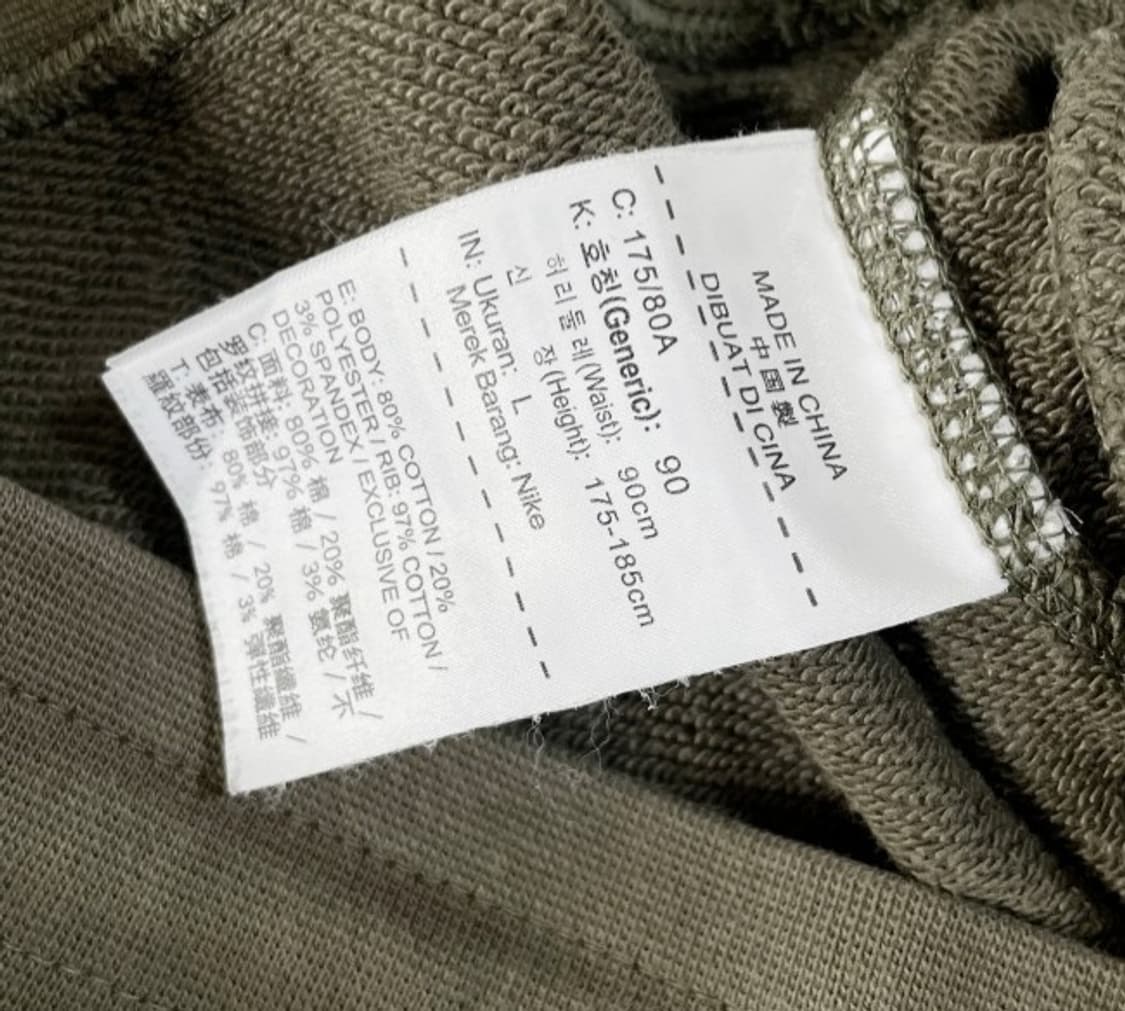 MADE IN CHINA
中国製
DIBUAT DI CINA
C: 175/80A
K: 호칭(Generic): 90
허리둘레(Waist): 90cm
신 장(Height): 175-185cm
IN: Ukuran: L
Merek Barang: Nike
E: BODY: 80% COTTON / 20%
POLYESTER / RIB: 97% COTTON /
3% SPANDEX / EXCLUSIVE OF
DECORATION
C: 面料: 80% 棉 / 20% 聚酯纤维 /
罗纹拼接: 97% 棉 / 3% 氨纶 / 不
包括装饰部分
T: 表布: 80% 棉 / 20% 聚酯纖維 /
羅紋部份: 97% 棉 / 3% 彈性纖維